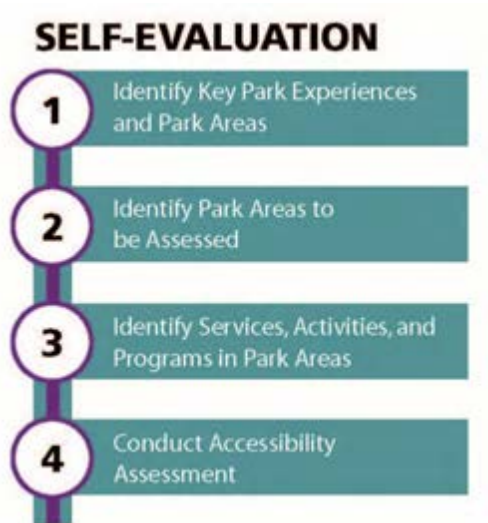 SELF-EVALUATION
1
Identify Key Park Experiences
and Park Areas
2
Identify Park Areas to
be Assessed
3
Identify Services, Activities, and
Programs in Park Areas
4
Conduct Accessibility
Assessment